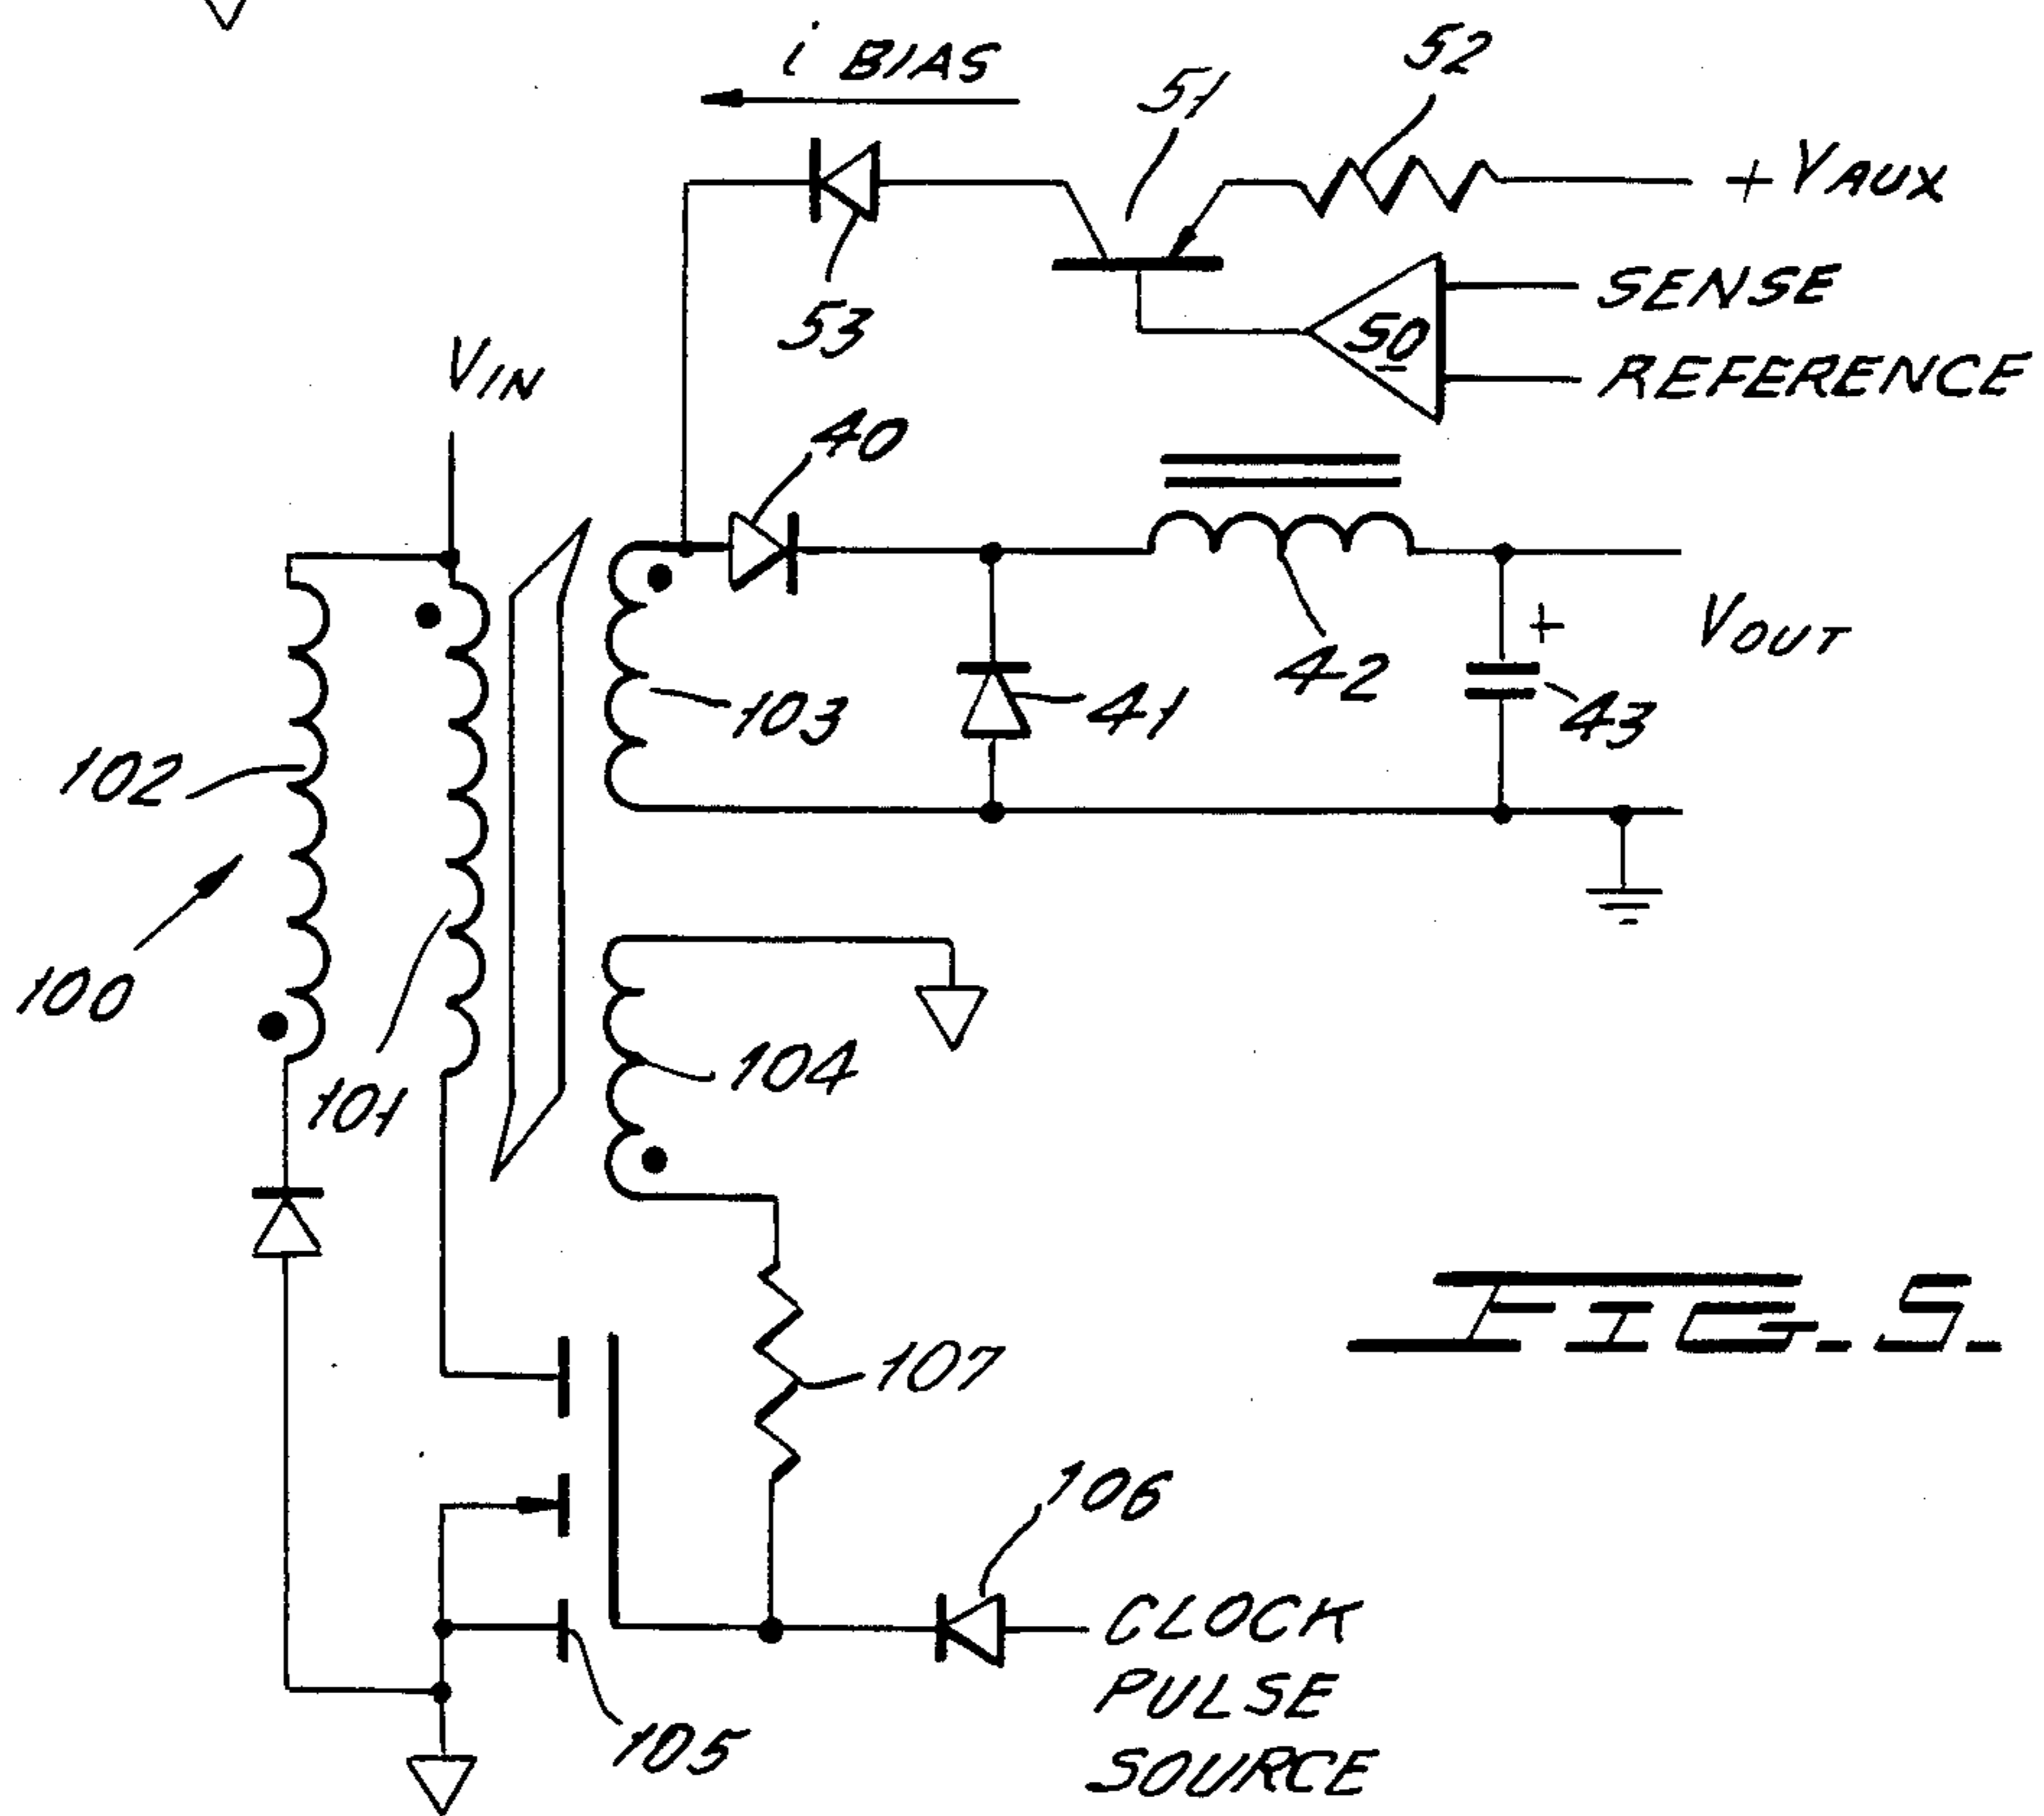 i BIAS
51
52
+VAUX
53
SENSE
50
REFERENCE
VIN
40
103
41
42
VOUT
43
102
100
101
104
107
106
CLOCK
PULSE
SOURCE
105
FIG. 5.